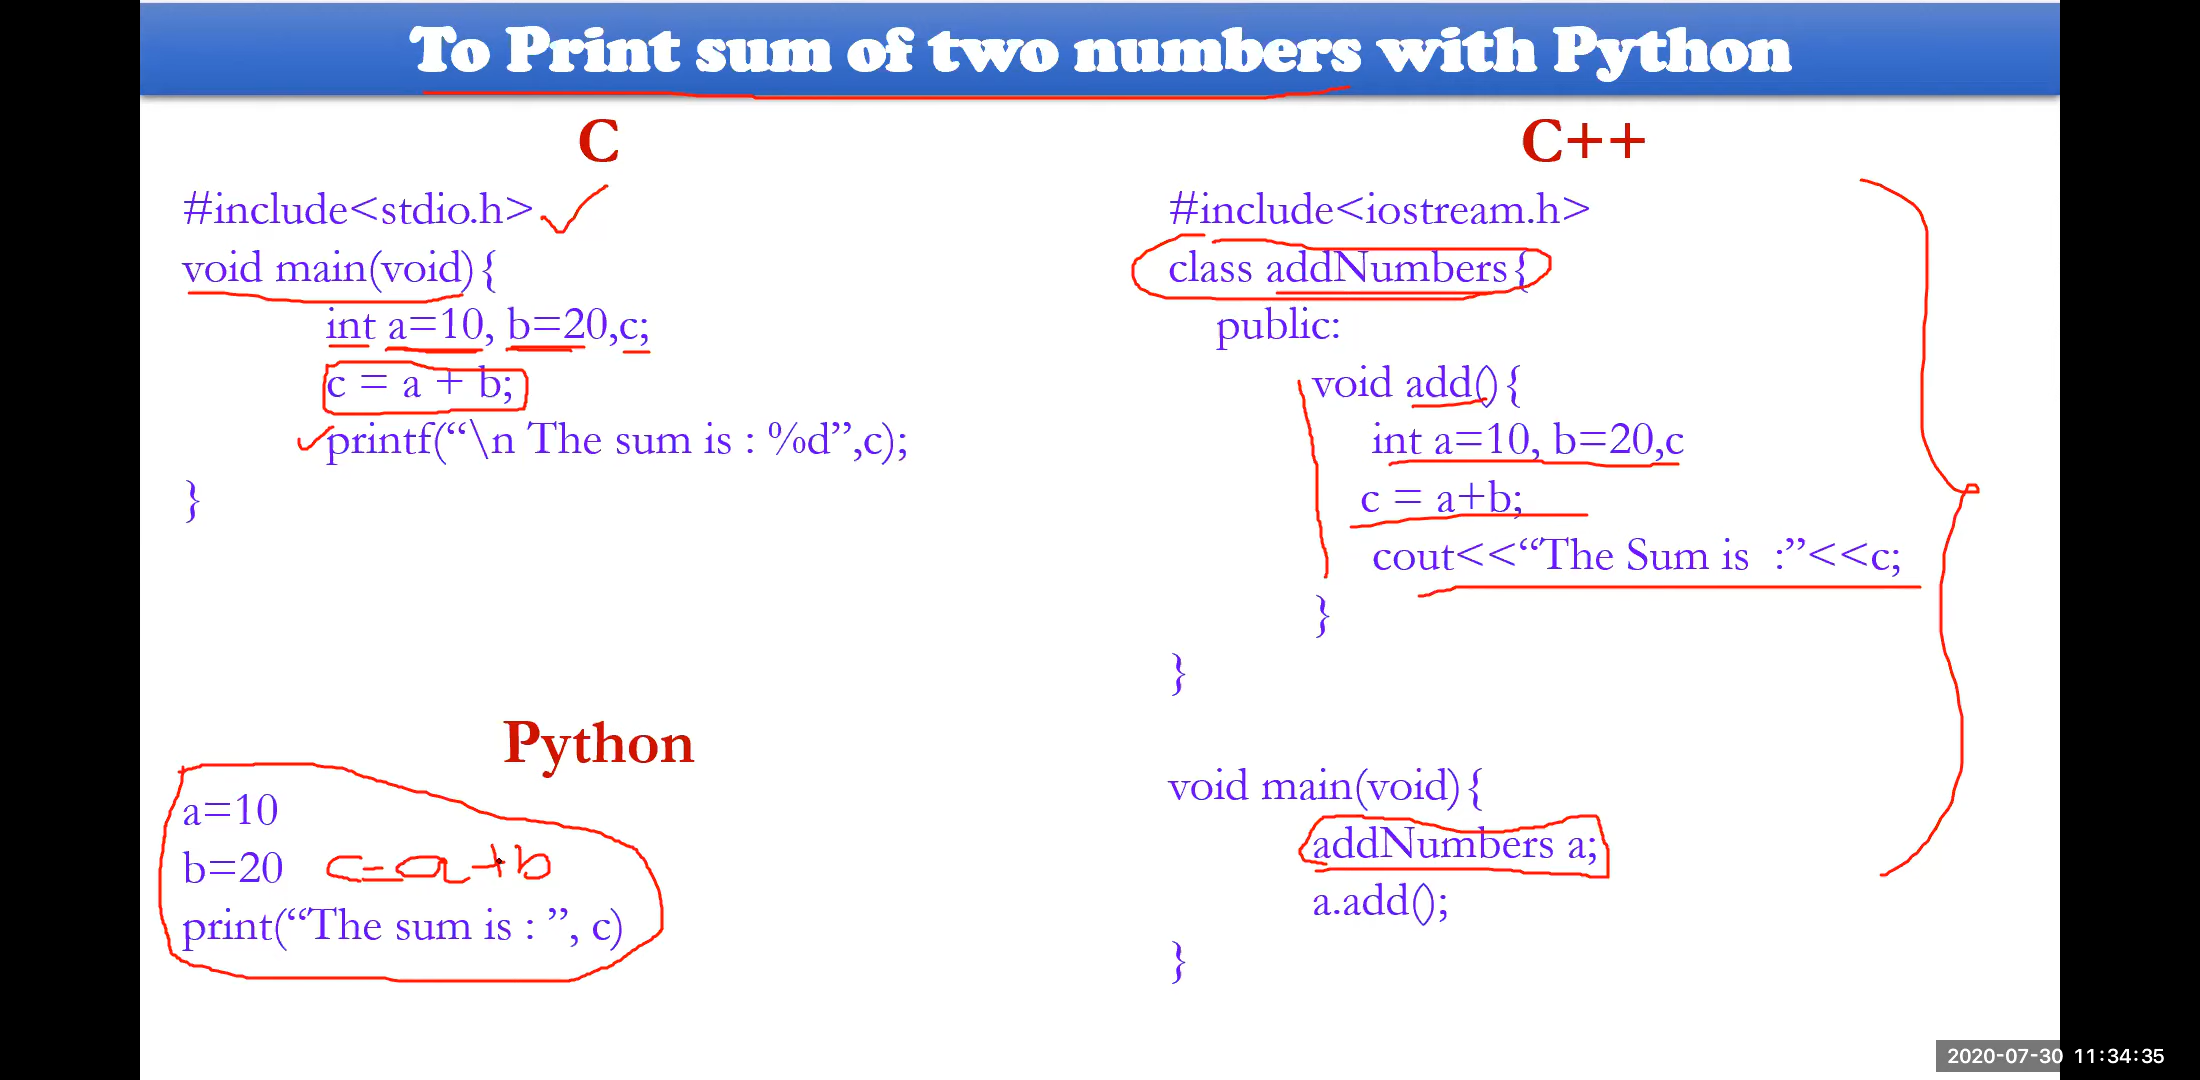 To Print sum of two numbers with Python
C
#include<stdio.h>
void main(void){
int a=10, b=20,c;
c = a + b;
printf(“\n The sum is : %d”,c);
}
Python
a=10
b=20 c=a+b
print(“The sum is : ”, c)
C++
#include<iostream.h>
class addNumbers{
public:
void add(){
int a=10, b=20,c
c = a+b;
cout<<“The Sum is  :”<<c;
}
}
void main(void){
addNumbers a;
a.add();
}
2020-07-30 11:34:35